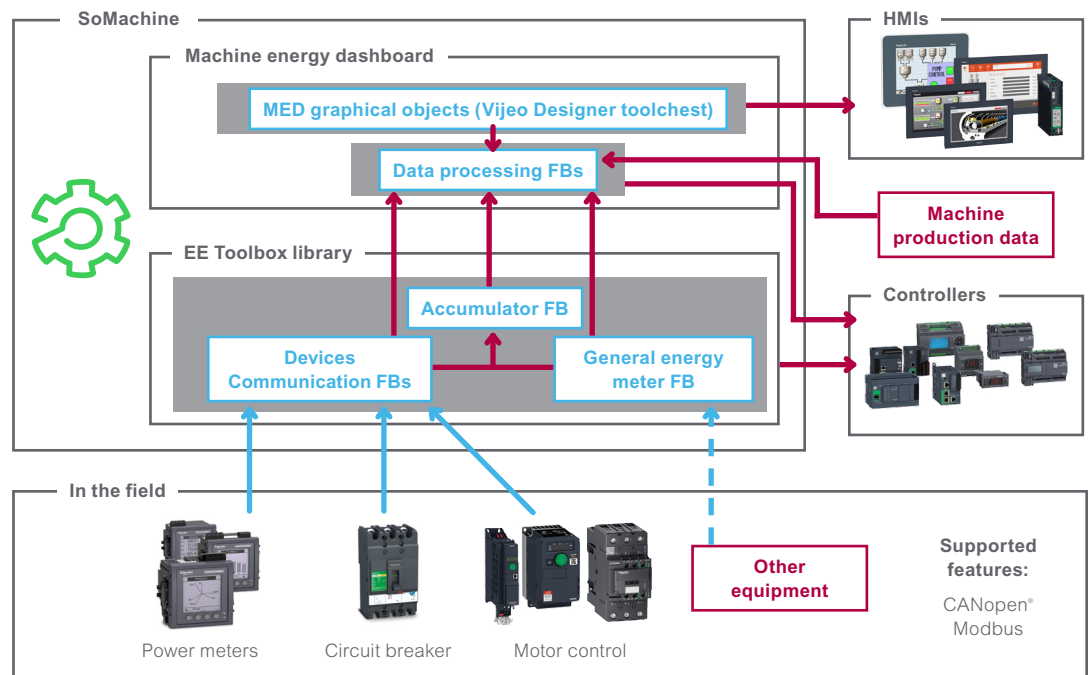 SoMachine
HMIs
Machine energy dashboard
MED graphical objects (Vijeo Designer toolchest)
PUMP
CONTROL
Data processing FBs
Machine
production data
EE Toolbox library
Controllers
Accumulator FB
Devices
Communication FBs
General energy
meter FB
In the field
Other
equipment
Supported
features:
CANopen®
Modbus
Power meters
Circuit breaker
Motor control